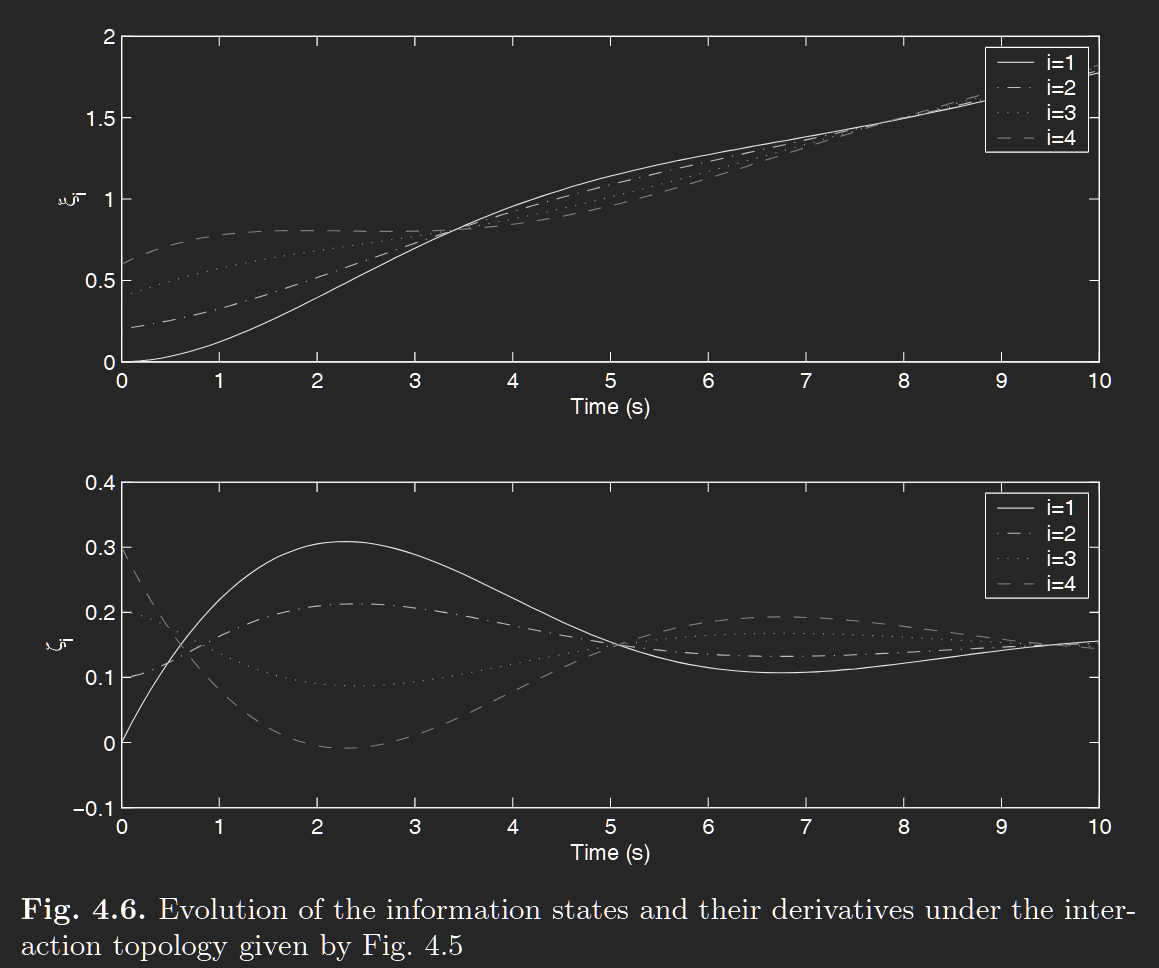 2
1.5
1
0.5
0
ξi
0 1 2 3 4 5 6 7 8 9 10
Time (s)
i=1
i=2
i=3
i=4
0.4
0.3
0.2
0.1
0
−0.1
ζi
0 1 2 3 4 5 6 7 8 9 10
Time (s)
i=1
i=2
i=3
i=4
Fig. 4.6. Evolution of the information states and their derivatives under the inter-
action topology given by Fig. 4.5